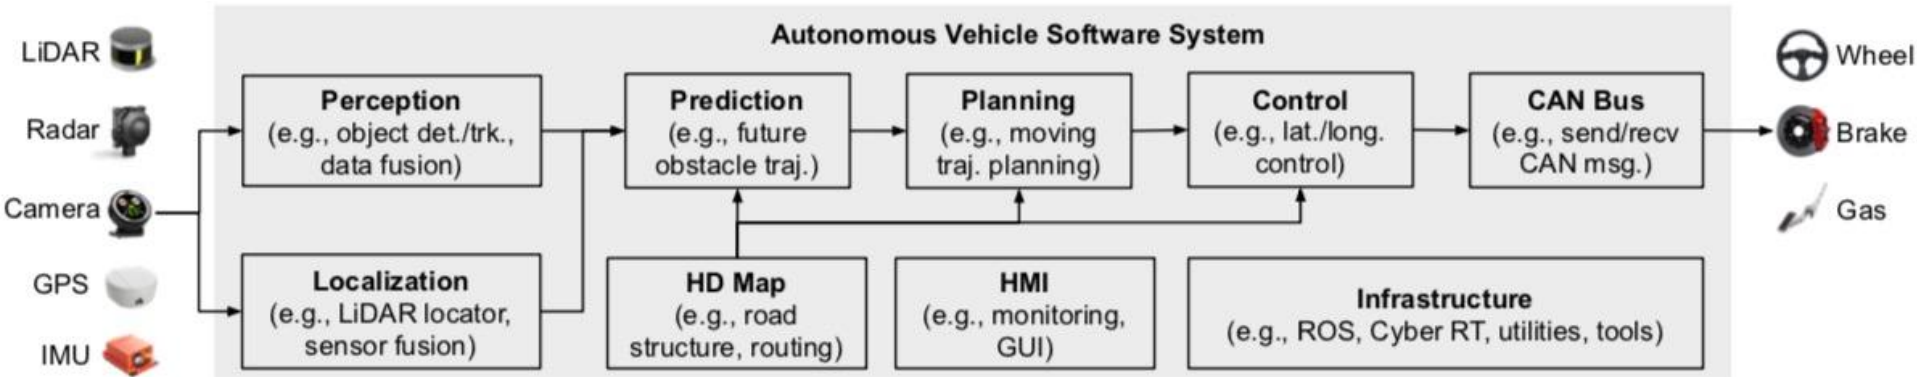 Autonomous Vehicle Software System
LiDAR
Radar
Camera
GPS
IMU
Perception
(e.g., object det./trk.,
data fusion)
Prediction
(e.g., future
obstacle traj.)
Planning
(e.g., moving
traj. planning)
Control
(e.g., lat./long.
control)
CAN Bus
(e.g., send/recv
CAN msg.)
Localization
(e.g., LiDAR locator,
sensor fusion)
HD Map
(e.g., road
structure, routing)
HMI
(e.g., monitoring,
GUI)
Infrastructure
(e.g., ROS, Cyber RT, utilities, tools)
Wheel
Brake
Gas